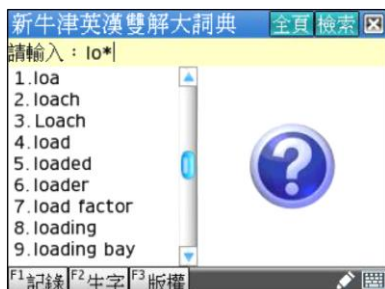 新牛津英漢雙解大詞典 全頁 檢索
請輸入：lo*
1. loa
2. loach
3. Loach
4. load
5. loaded
6. loader
7. load factor
8. loading
9. loading bay
F1記錄 F2生字 F3版權